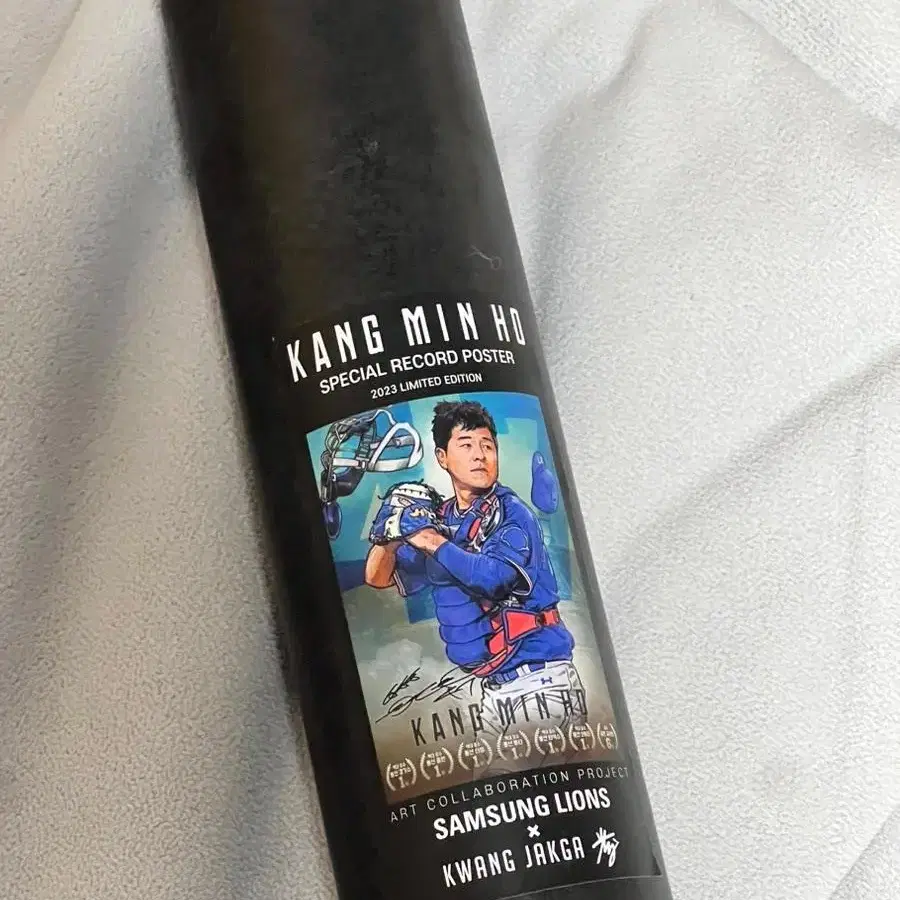 KANG MIN HO
SPECIAL RECORD POSTER
2023 LIMITED EDITION
KANG MIN HO
ART COLLABORATION PROJECT
SAMSUNG LIONS
×
KWANG JAKGA